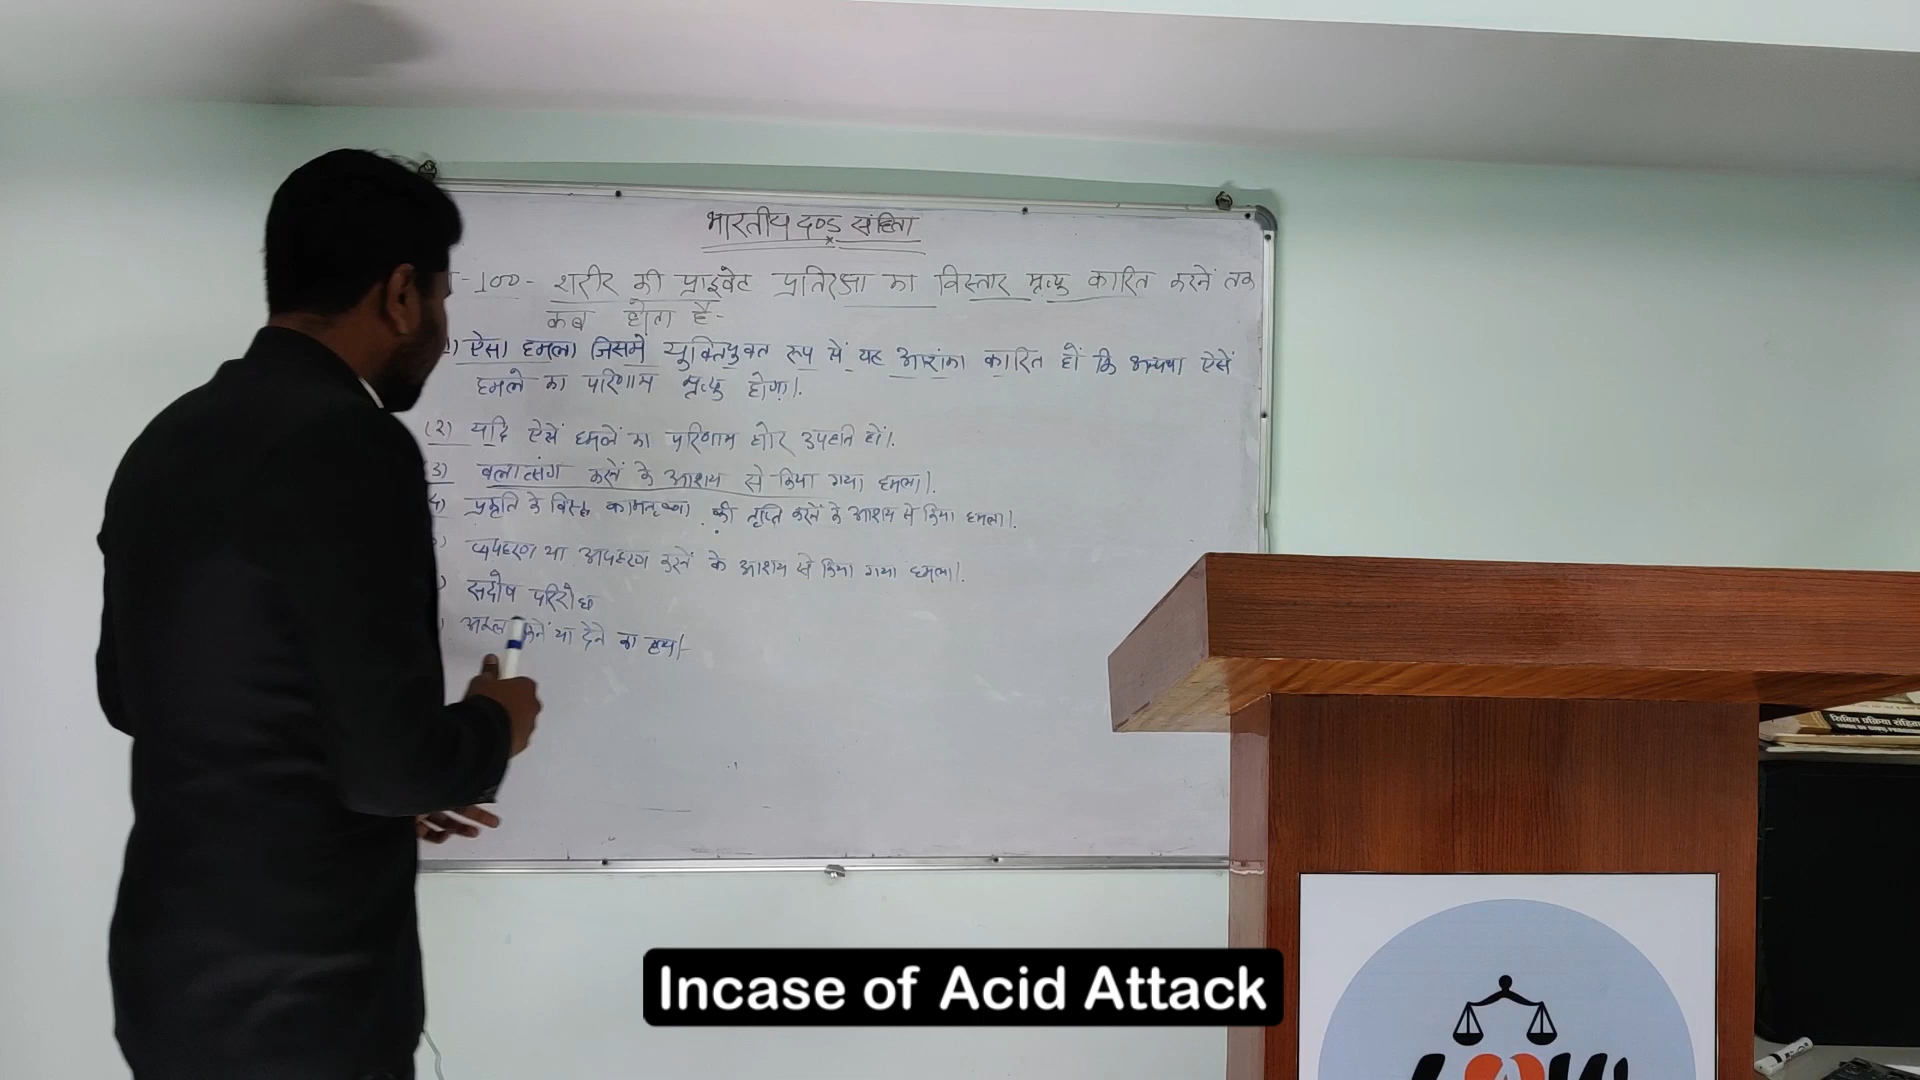 भारतीय दण्ड संहिता
-100- शरीर की प्राइवेट प्रतिरक्षा का विस्तार मृत्यु कारित करनें तक
कब होता है-
ऐसा हमला जिसमें युक्तियुक्त रूप में यह आशंका कारित हों कि अन्यथा ऐसें
हमले का परिणाम मृत्यु होगा।
(2) यदि ऐसें हमलें का परिणाम घोर उपहति हों।
3) बलात्संग करनें के आशय से किया गया हमला।
4) प्रकृति के विरूद्ध कामतृष्णा की तृप्ति करनें के आशय से किया हमला।
व्यपहरण या अपहरण करनें के आशय से किया गया हमला।
सदोष परिरोध
या देने का
Incase of Acid Attack
सिविल प्रक्रिया संहिता